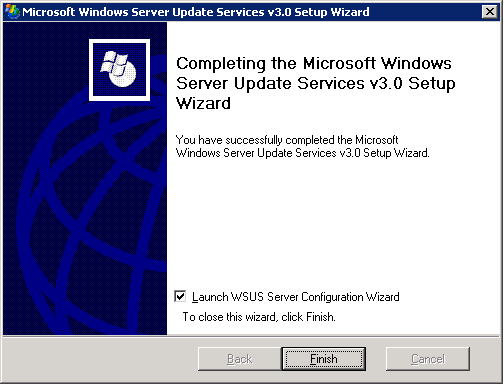 Microsoft Windows Server Update Services v3.0 Setup Wizard
Completing the Microsoft Windows
Server Update Services v3.0 Setup
Wizard
You have successfully completed the Microsoft
Windows Server Update Services v3.0 Setup Wizard.
Launch WSUS Server Configuration Wizard
To close this wizard, click Finish.
Back Finish Cancel